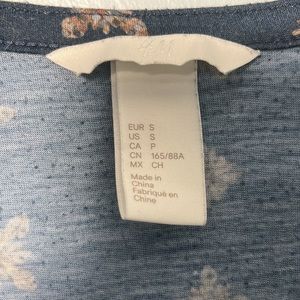 H&M
EUR S
US S
CA P
CN 165/88A
MX CH
Made in
China
Fabriqué en
Chine